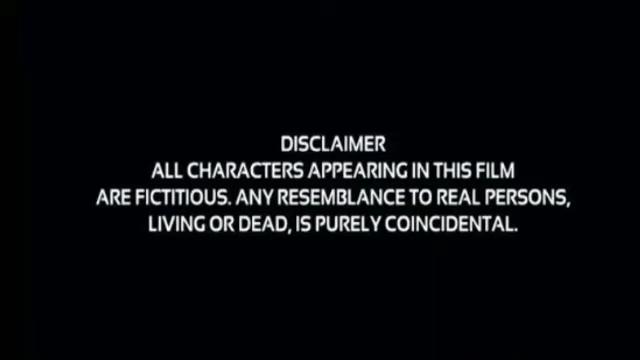 DISCLAIMER
ALL CHARACTERS APPEARING IN THIS FILM
ARE FICTITIOUS. ANY RESEMBLANCE TO REAL PERSONS,
LIVING OR DEAD, IS PURELY COINCIDENTAL.